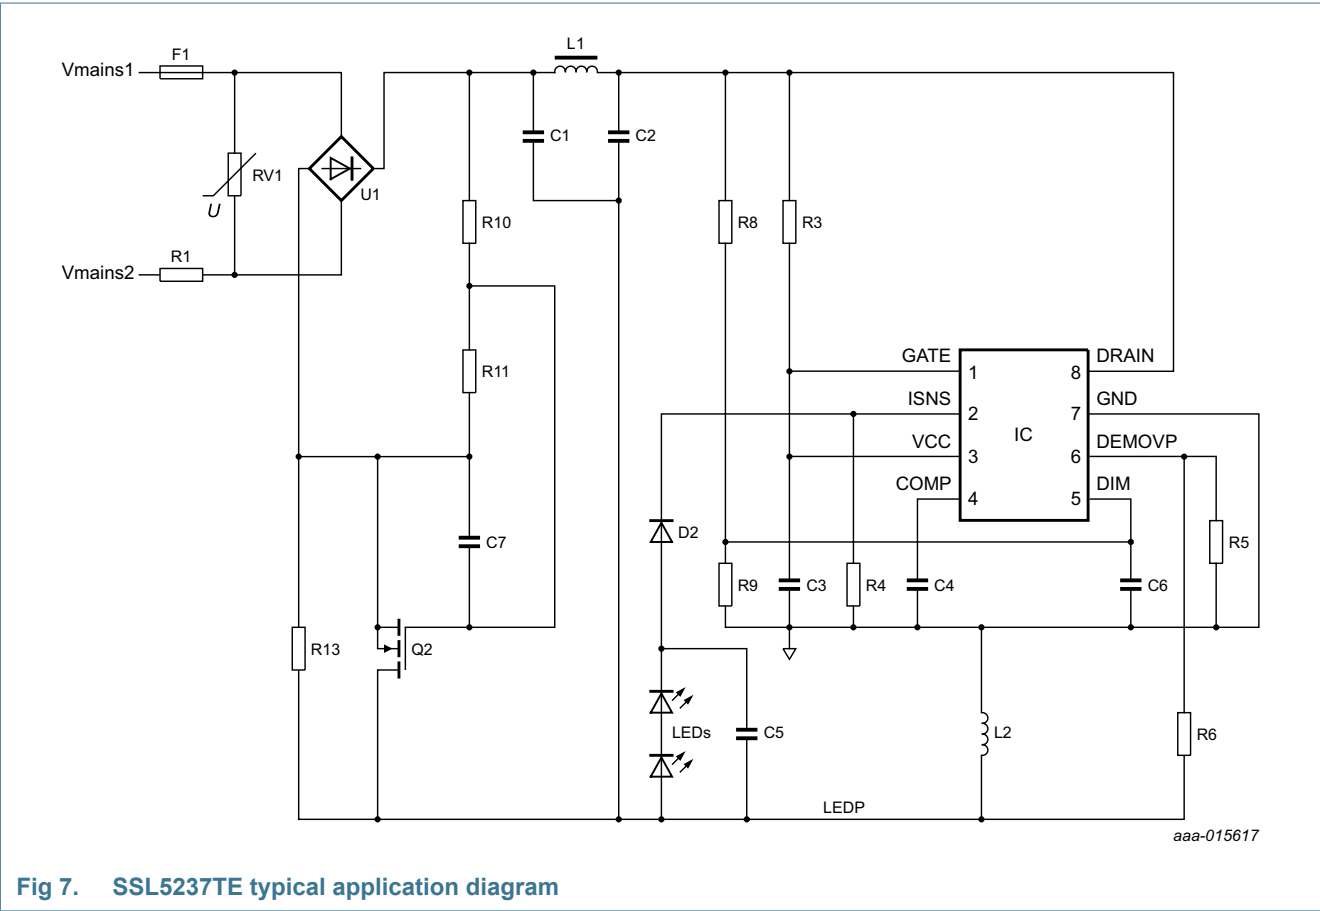 L1
F1
Vmains1
C1
C2
RV1
U
U1
R10
R8
R3
R1
Vmains2
R11
GATE
DRAIN
1
8
ISNS
GND
2
7
IC
VCC
DEMOVP
3
6
COMP
DIM
4
5
D2
C7
R5
R9
C3
R4
C4
C6
R13
Q2
LEDs
C5
L2
R6
LEDP
aaa-015617
Fig 7. SSL5237TE typical application diagram